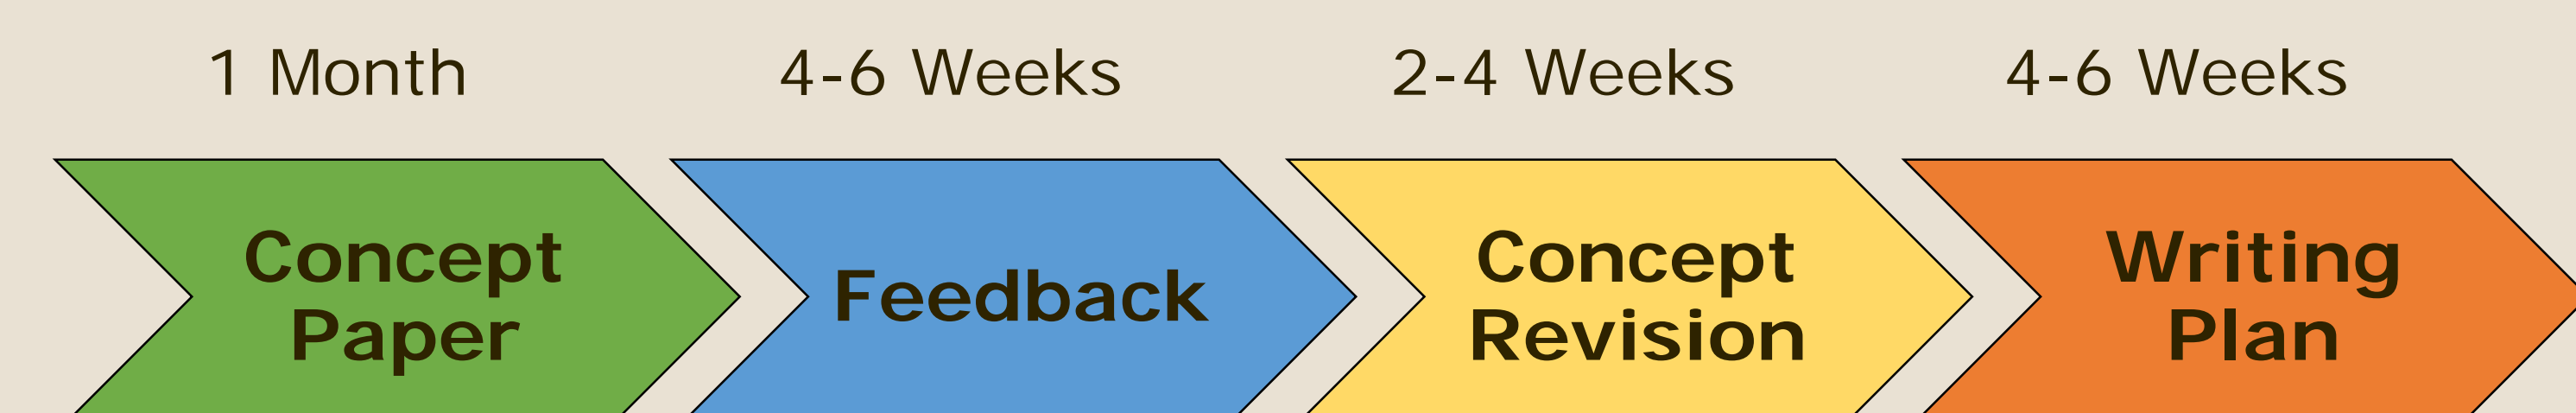 1 Month
4-6 Weeks
2-4 Weeks
4-6 Weeks
Concept
Paper
Feedback
Concept
Revision
Writing
Plan